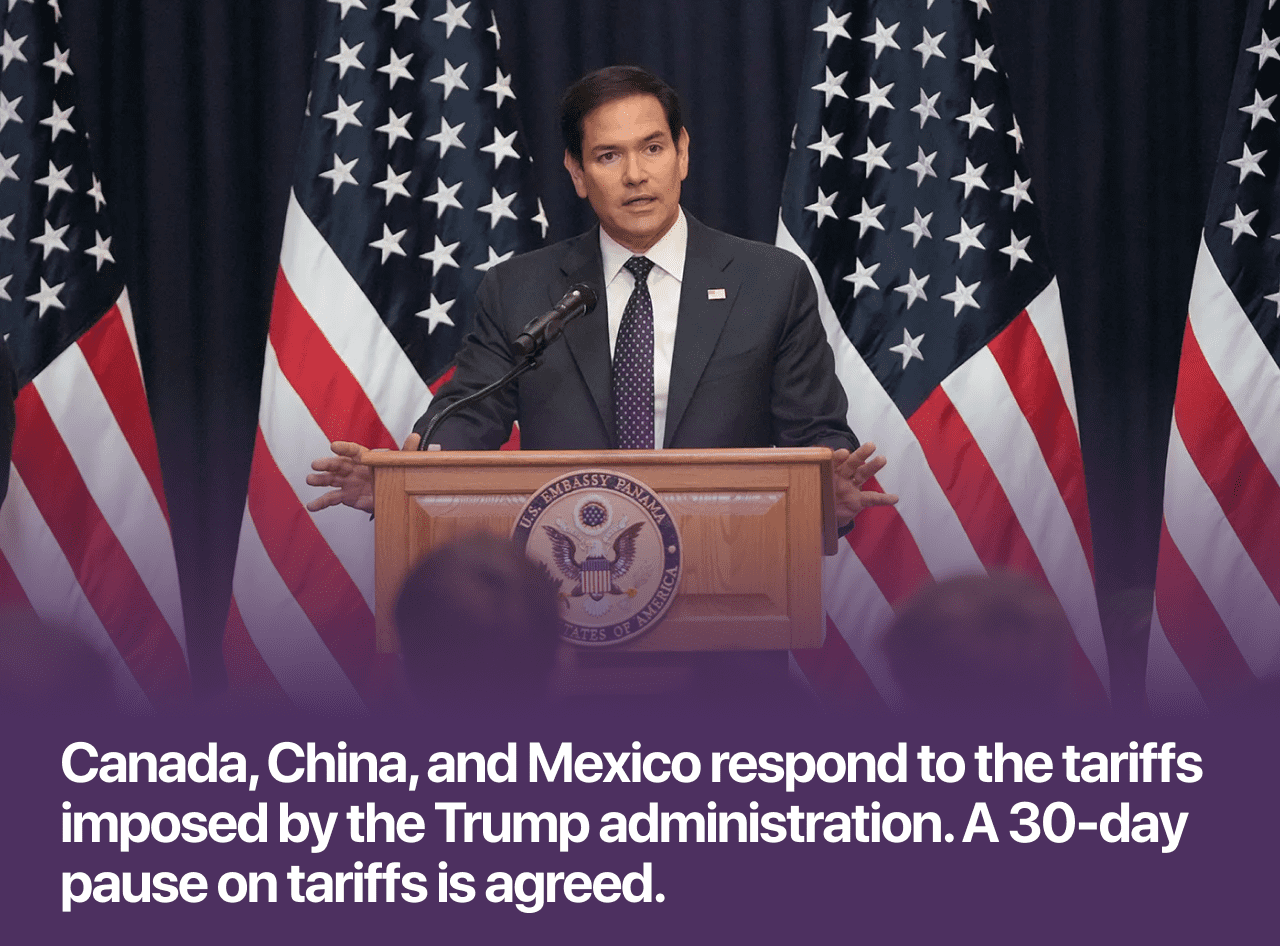 U.S. EMBASSY PANAMA
TATES OF AMERICA
Canada, China, and Mexico respond to the tariffs
imposed by the Trump administration. A 30-day
pause on tariffs is agreed.